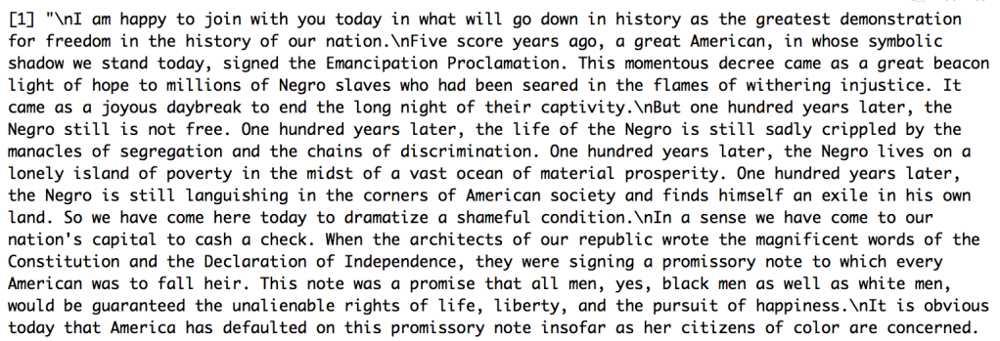 [1] "\nI am happy to join with you today in what will go down in history as the greatest demonstration
for freedom in the history of our nation.\nFive score years ago, a great American, in whose symbolic
shadow we stand today, signed the Emancipation Proclamation. This momentous decree came as a great beacon
light of hope to millions of Negro slaves who had been seared in the flames of withering injustice. It
came as a joyous daybreak to end the long night of their captivity.\nBut one hundred years later, the
Negro still is not free. One hundred years later, the life of the Negro is still sadly crippled by the
manacles of segregation and the chains of discrimination. One hundred years later, the Negro lives on a
lonely island of poverty in the midst of a vast ocean of material prosperity. One hundred years later,
the Negro is still languishing in the corners of American society and finds himself an exile in his own
land. So we have come here today to dramatize a shameful condition.\nIn a sense we have come to our
nation's capital to cash a check. When the architects of our republic wrote the magnificent words of the
Constitution and the Declaration of Independence, they were signing a promissory note to which every
American was to fall heir. This note was a promise that all men, yes, black men as well as white men,
would be guaranteed the unalienable rights of life, liberty, and the pursuit of happiness.\nIt is obvious
today that America has defaulted on this promissory note insofar as her citizens of color are concerned.